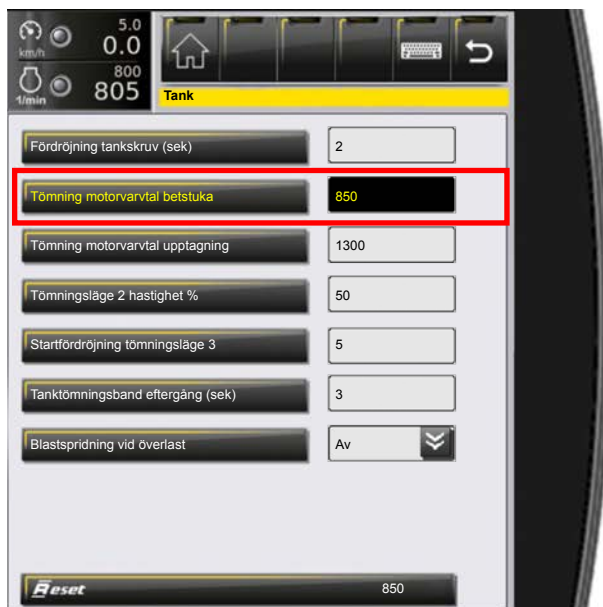 5.0
km/h 0.0
800
1/min 805
Tank
Fördröjning tankskruv (sek) 2
Tömning motorvarvtal betstuka 850
Tömning motorvarvtal upptagning 1300
Tömningsläge 2 hastighet % 50
Startfördröjning tömningsläge 3 5
Tanktömningsband eftergång (sek) 3
Blastspridning vid överlast Av
Reset 850